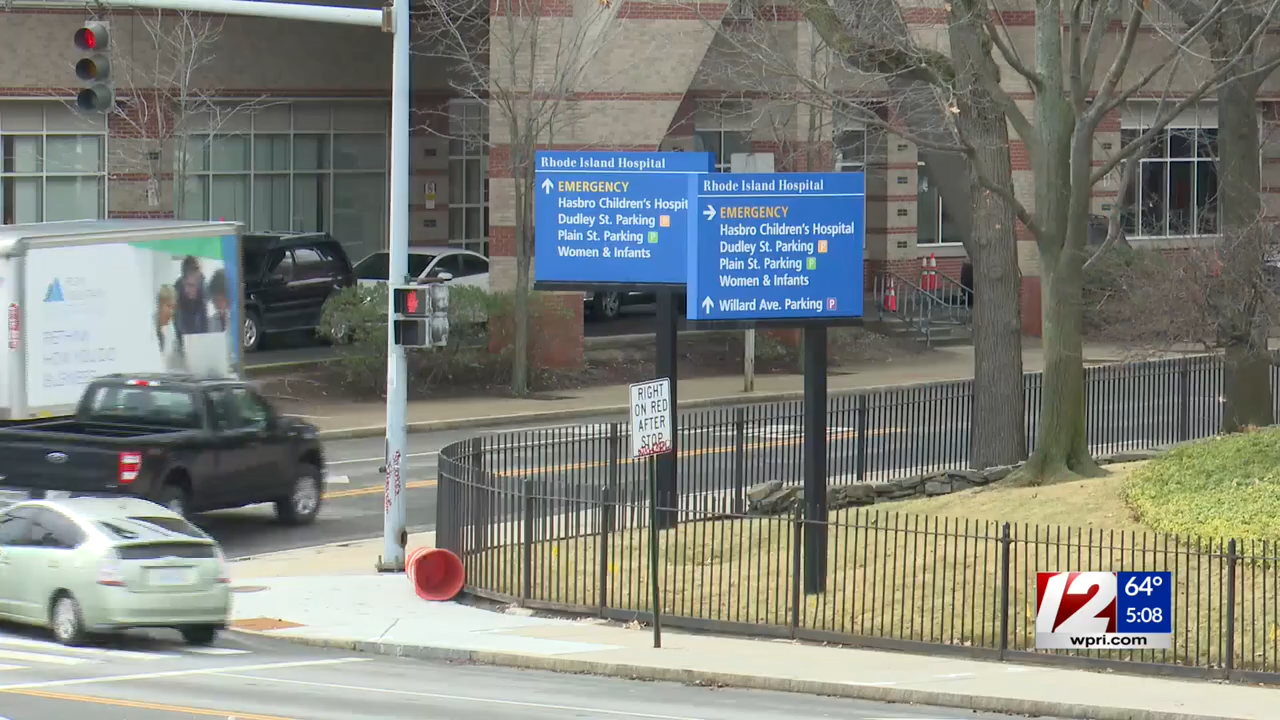 Rhode Island Hospital
EMERGENCY
Hasbro Children's Hospit
Dudley St. Parking P
Plain St. Parking P
Women & Infants
Rhode Island Hospital
EMERGENCY
Hasbro Children's Hospital
Dudley St. Parking P
Plain St. Parking P
Women & Infants
Willard Ave. Parking P
RIGHT
ON RED
AFTER
STOP
12
64°
5:08
wpri.com